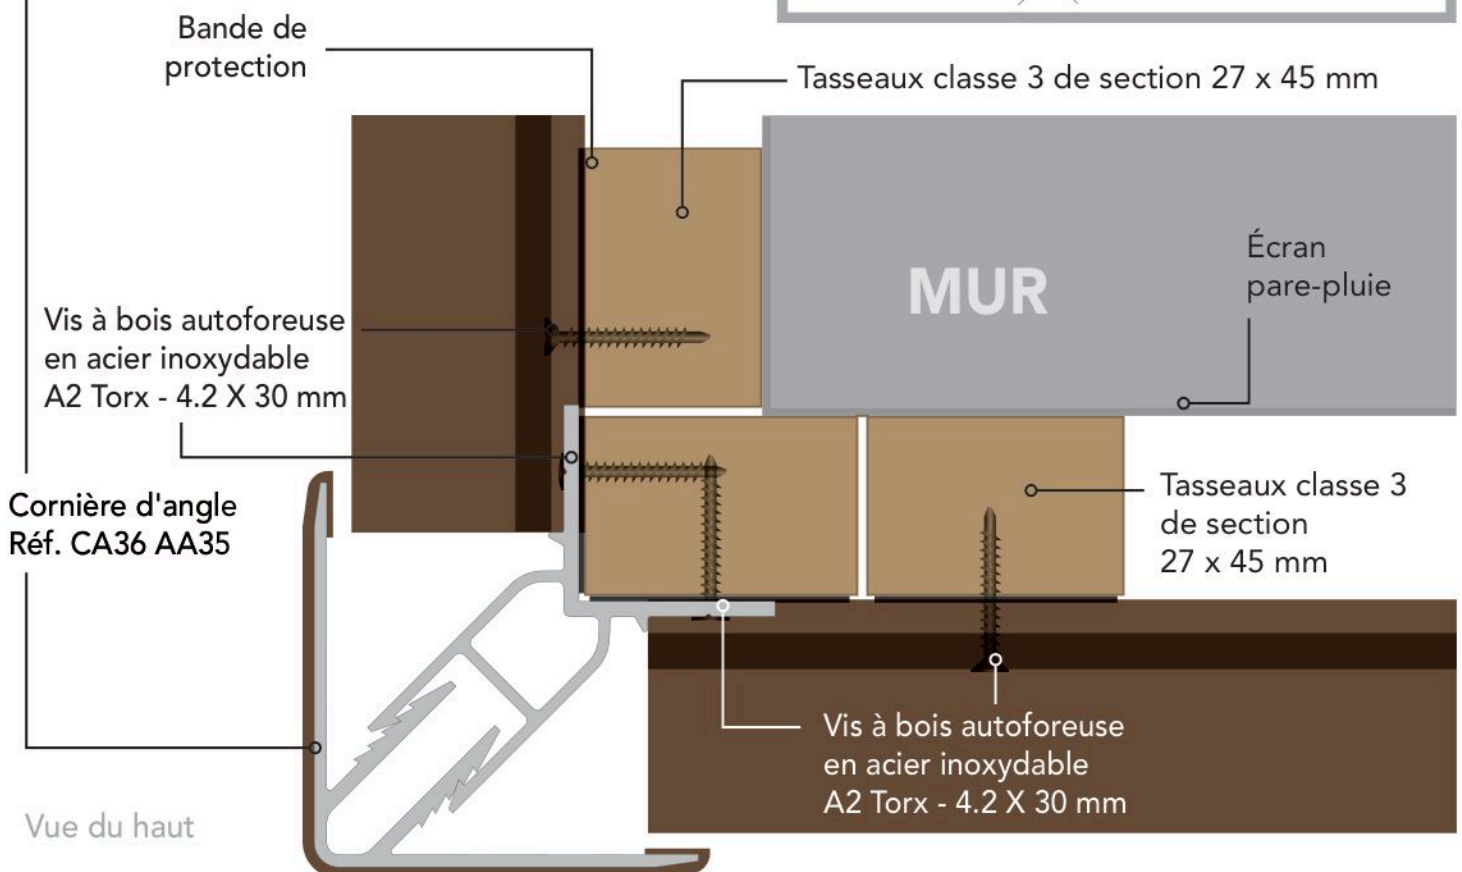 Bande de
protection
Tasseaux classe 3 de section 27 x 45 mm
MUR
Écran
pare-pluie
Vis à bois autoforeuse
en acier inoxydable
A2 Torx - 4.2 X 30 mm
Cornière d'angle
Réf. CA36 AA35
Tasseaux classe 3
de section
27 x 45 mm
Vis à bois autoforeuse
en acier inoxydable
A2 Torx - 4.2 X 30 mm
Vue du haut